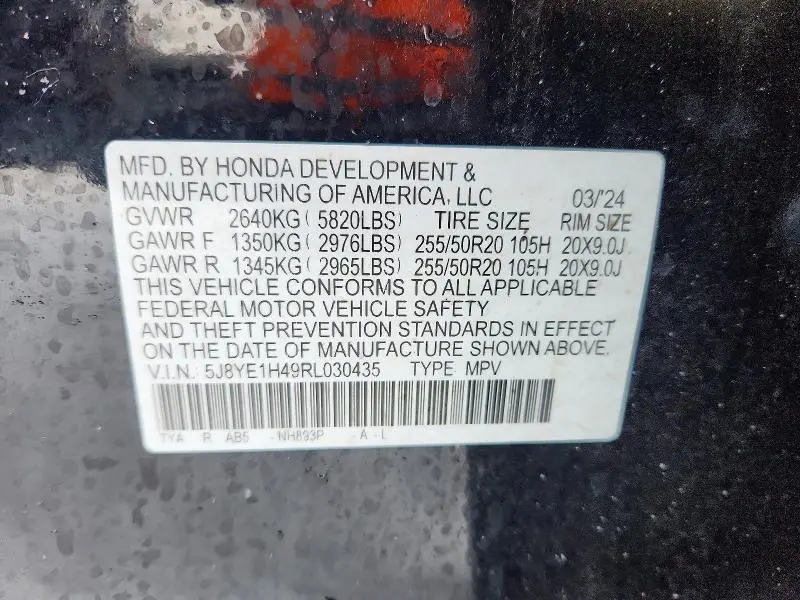 MFD. BY HONDA DEVELOPMENT &
MANUFACTURING OF AMERICA, LLC 03/'24
GVWR 2640KG ( 5820LBS) TIRE SIZE RIM SIZE
GAWR F 1350KG ( 2976LBS) 255/50R20 105H 20X9.0J
GAWR R 1345KG ( 2965LBS) 255/50R20 105H 20X9.0J
THIS VEHICLE CONFORMS TO ALL APPLICABLE
FEDERAL MOTOR VEHICLE SAFETY
AND THEFT PREVENTION STANDARDS IN EFFECT
ON THE DATE OF MANUFACTURE SHOWN ABOVE.
V.I.N. 5J8YE1H49RL030435 TYPE MPV
TYA R AB5 -NH893P -A-L